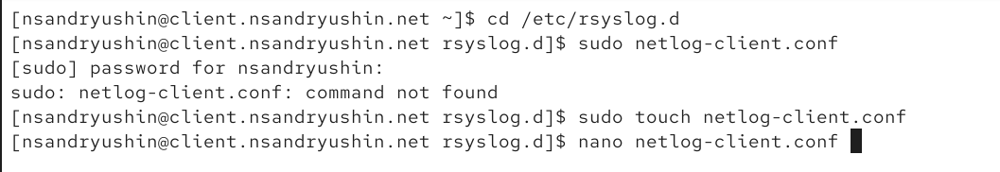 [nsandryushin@client.nsandryushin.net ~]$ cd /etc/rsyslog.d
[nsandryushin@client.nsandryushin.net rsyslog.d]$ sudo netlog-client.conf
[sudo] password for nsandryushin:
sudo: netlog-client.conf: command not found
[nsandryushin@client.nsandryushin.net rsyslog.d]$ sudo touch netlog-client.conf
[nsandryushin@client.nsandryushin.net rsyslog.d]$ nano netlog-client.conf